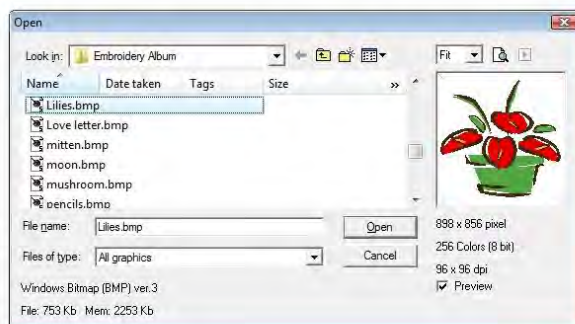 Open
Look in: Embroidery Album Fit
Name Date taken Tags Size »
Lilies.bmp
Love letter.bmp
mitten.bmp
moon.bmp
mushroom.bmp
pencils.bmp
File name: Lilies.bmp Open
Files of type: All graphics Cancel
Windows Bitmap (BMP) ver.3
File: 753 Kb Mem: 2253 Kb
898 x 856 pixel
256 Colors (8 bit)
96 x 96 dpi
Preview